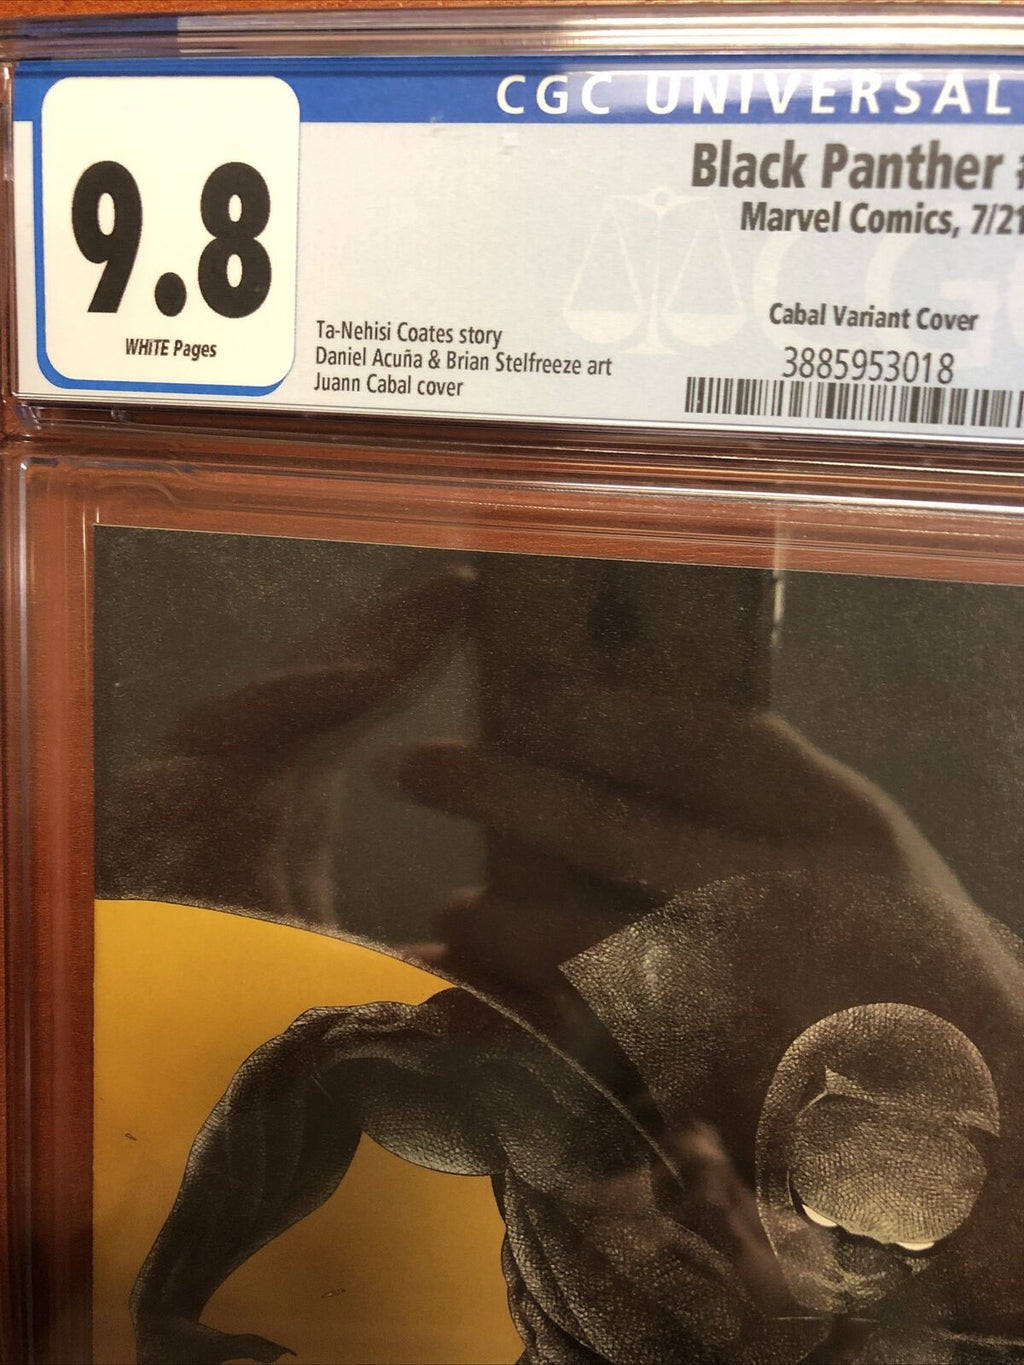 CGC UNIVERSAL
9.8
WHiTE Pages
Black Panther #
Marvel Comics, 7/21
Ta-Nehisi Coates story
Daniel Acuña & Brian Stelfreeze art
Juann Cabal cover
Cabal Variant Cover
3885953018
CGC